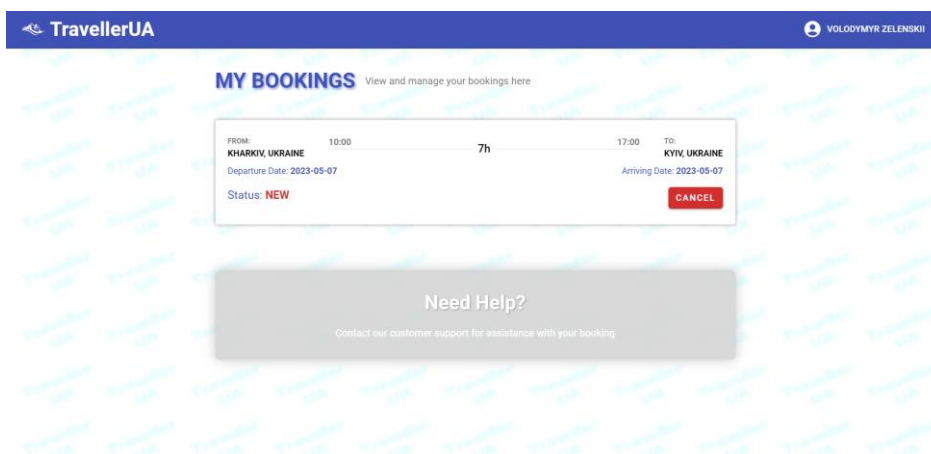 TravellerUA
VOLODYMYR ZELENSKII
MY BOOKINGS View and manage your bookings here
FROM: 10:00 7h 17:00 TO:
KHARKIV, UKRAINE KYIV, UKRAINE
Departure Date: 2023-05-07 Arriving Date: 2023-05-07
Status: NEW CANCEL
Need Help?
Contact our customer support for assistance with your booking